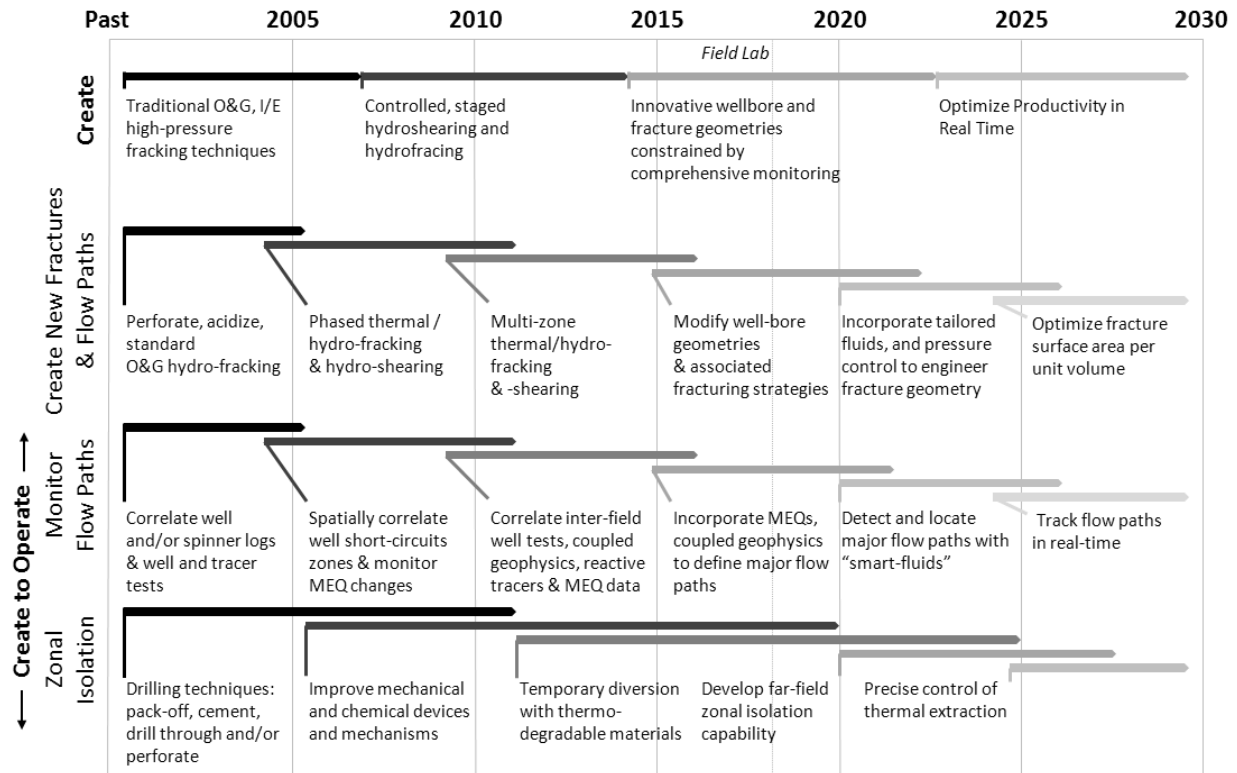 Past
2005
2010
2015
2020
2025
2030
Field Lab
Create
Traditional O&G, I/E
high-pressure
fracking techniques
Controlled, staged
hydroshearing and
hydrofracing
Innovative wellbore and
fracture geometries
constrained by
comprehensive monitoring
Optimize Productivity in
Real Time
Create New Fractures
& Flow Paths
Perforate, acidize,
standard
O&G hydro-fracking
Phased thermal /
hydro-fracking
& hydro-shearing
Multi-zone
thermal/hydro-
fracking
& -shearing
Modify well-bore
geometries
& associated
fracturing strategies
Incorporate tailored
fluids, and pressure
control to engineer
fracture geometry
Optimize fracture
surface area per
unit volume
Create to Operate
Monitor
Flow Paths
Correlate well
and/or spinner logs
& well and tracer
tests
Spatially correlate
well short-circuits
zones & monitor
MEQ changes
Correlate inter-field
well tests, coupled
geophysics, reactive
tracers & MEQ data
Incorporate MEQs,
coupled geophysics
to define major flow
paths
Detect and locate
major flow paths with
“smart-fluids”
Track flow paths
in real-time
Zonal
Isolation
Drilling techniques:
pack-off, cement,
drill through and/or
perforate
Improve mechanical
and chemical devices
and mechanisms
Temporary diversion
with thermo-
degradable materials
Develop far-field
zonal isolation
capability
Precise control of
thermal extraction